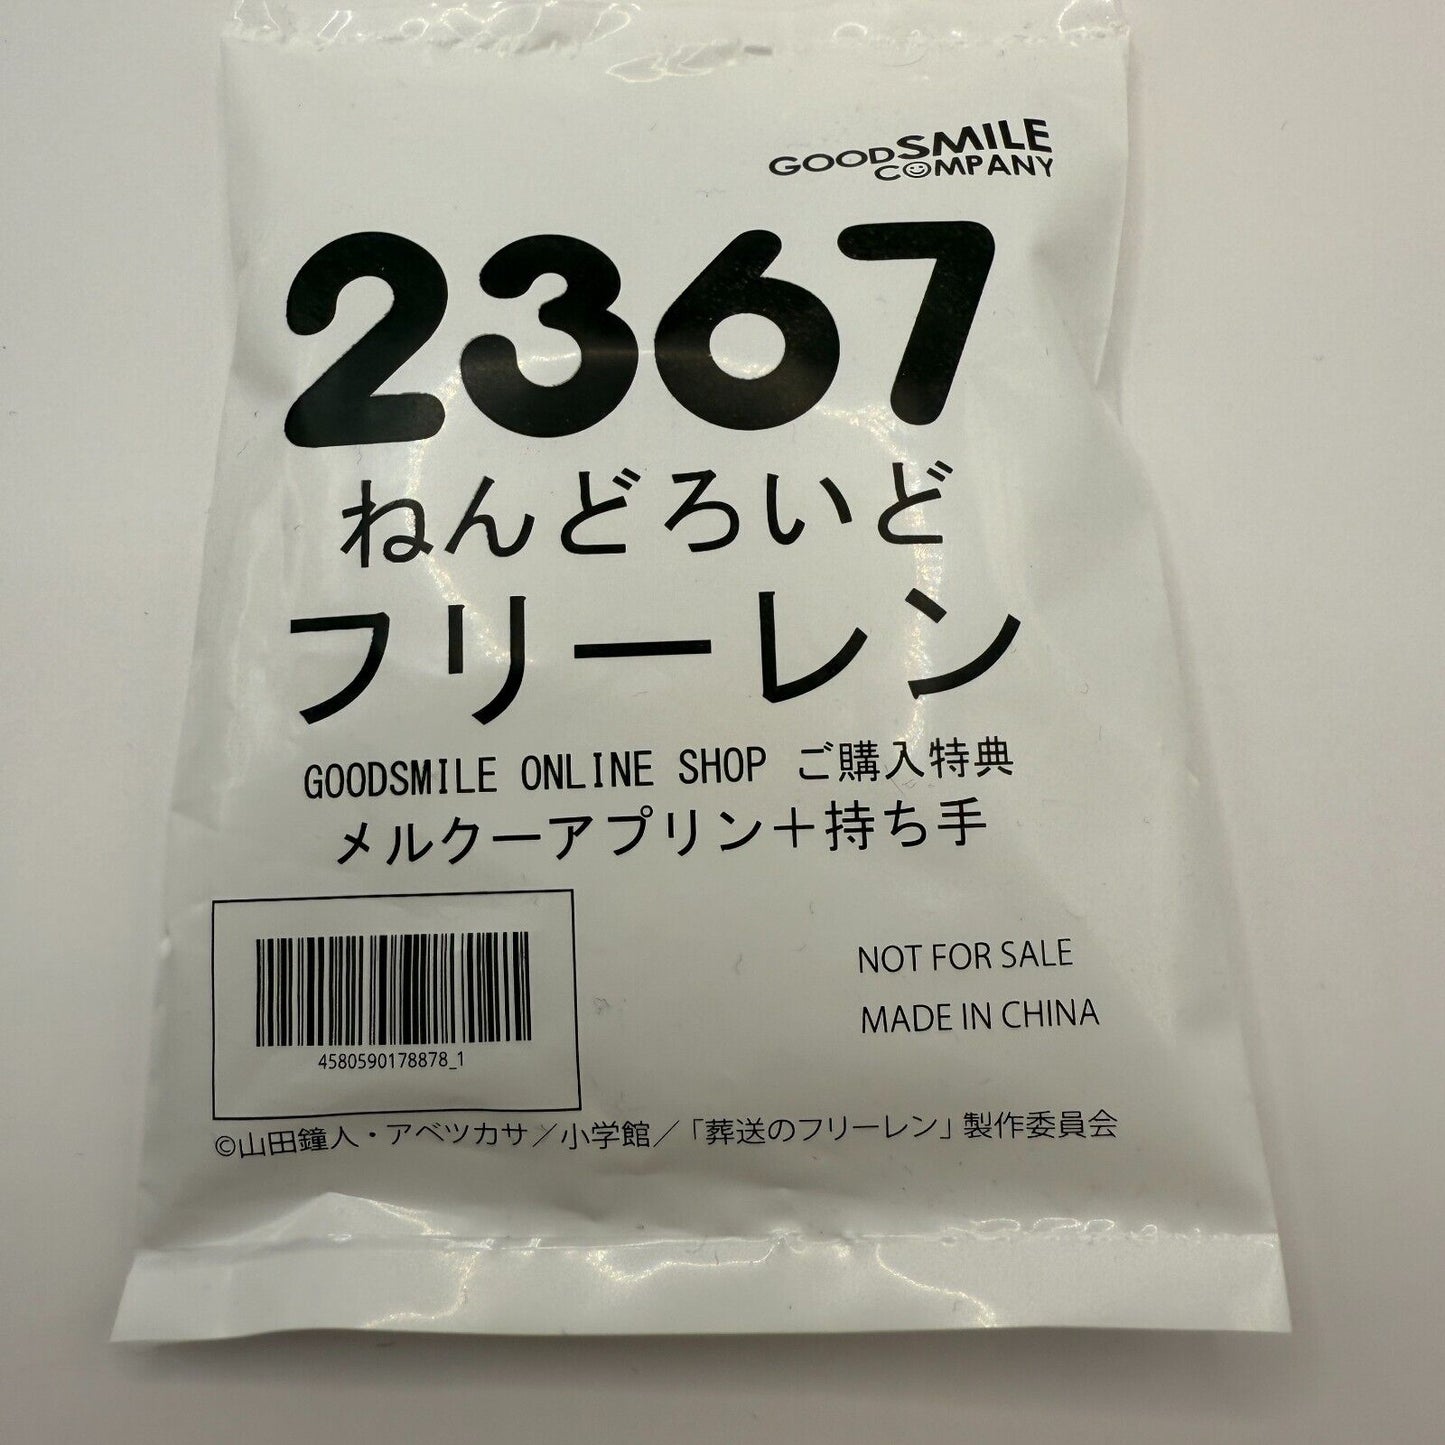 GOODSMILE
COMPANY
2367
ねんどろいど
フリーレン
GOODSMILE ONLINE SHOP ご購入特典
メルクーアプリン＋持ち手
NOT FOR SALE
MADE IN CHINA
4580590178878_1
©山田鐘人・アベツカサ／小学館／「葬送のフリーレン」製作委員会